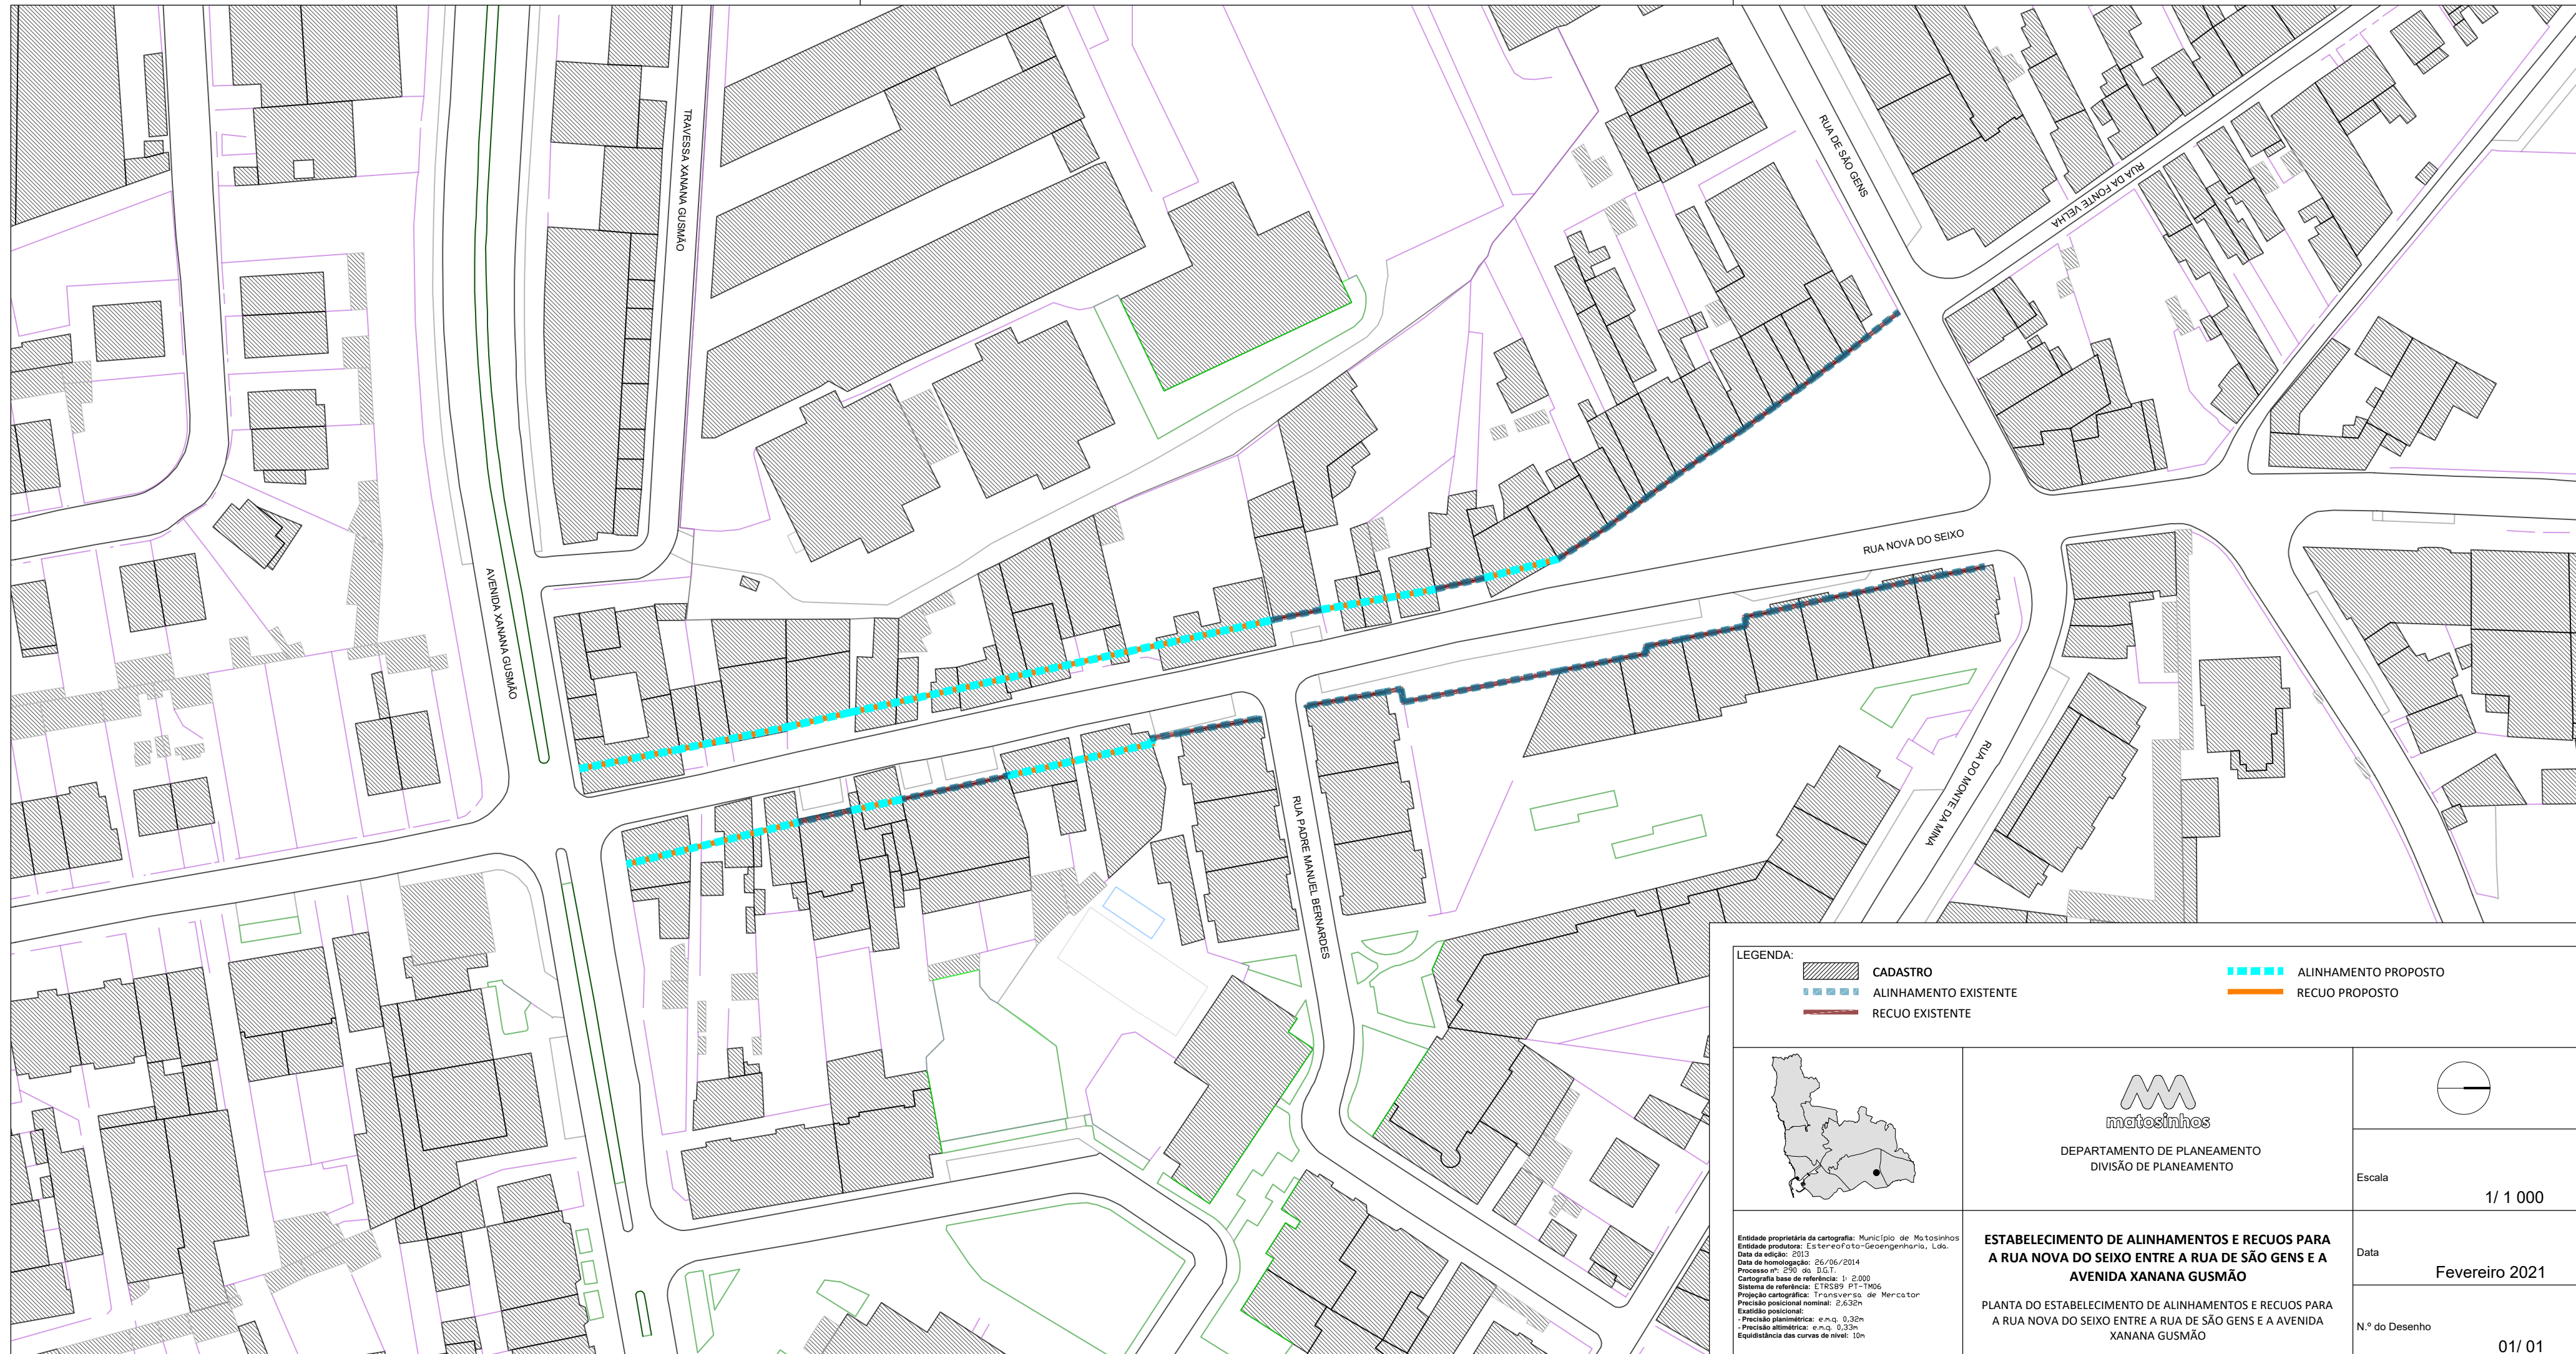 TRAVESSA XANANA GUSMÃO
RUA DE SÃO GENS
RUA DA FONTE VELHA
AVENIDA XANANA GUSMÃO
RUA NOVA DO SEIXO
RUA PADRE MANUEL BERNARDES
RUA DO MONTE DA MINA
LEGENDA:
CADASTRO
ALINHAMENTO EXISTENTE
RECUO EXISTENTE
ALINHAMENTO PROPOSTO
RECUO PROPOSTO
matosinhos
DEPARTAMENTO DE PLANEAMENTO
DIVISÃO DE PLANEAMENTO
Escala
1/ 1 000
Entidade proprietária da cartografia: Município de Matosinhos
Entidade produtora: Estereofoto-Geoengenharia, Lda.
Data da edição: 2013
Data de homologação: 26/06/2014
Processo nº: 290 da D.G.T.
Cartografia base de referência: 1: 2.000
Sistema de referência: ETRS89 PT-TM06
Projeção cartográfica: Transversa de Mercator
Precisão posicional nominal: 2,632m
Exatidão posicional:
- Precisão planimétrica: e.m.q. 0,32m
- Precisão altimétrica: e.m.q. 0,33m
Equidistância das curvas de nível: 10m
ESTABELECIMENTO DE ALINHAMENTOS E RECUOS PARA
A RUA NOVA DO SEIXO ENTRE A RUA DE SÃO GENS E A
AVENIDA XANANA GUSMÃO
PLANTA DO ESTABELECIMENTO DE ALINHAMENTOS E RECUOS PARA
A RUA NOVA DO SEIXO ENTRE A RUA DE SÃO GENS E A AVENIDA
XANANA GUSMÃO
Data
Fevereiro 2021
N.º do Desenho
01/ 01